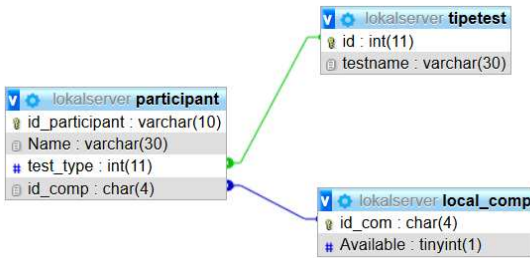 lokalserver tipetest
id : int(11)
testname : varchar(30)
v lokalserver participant
id_participant : varchar(10)
Name : varchar(30)
# test_type : int(11)
id_comp : char(4)
v lokalserver local_comp
id_com : char(4)
# Available : tinyint(1)